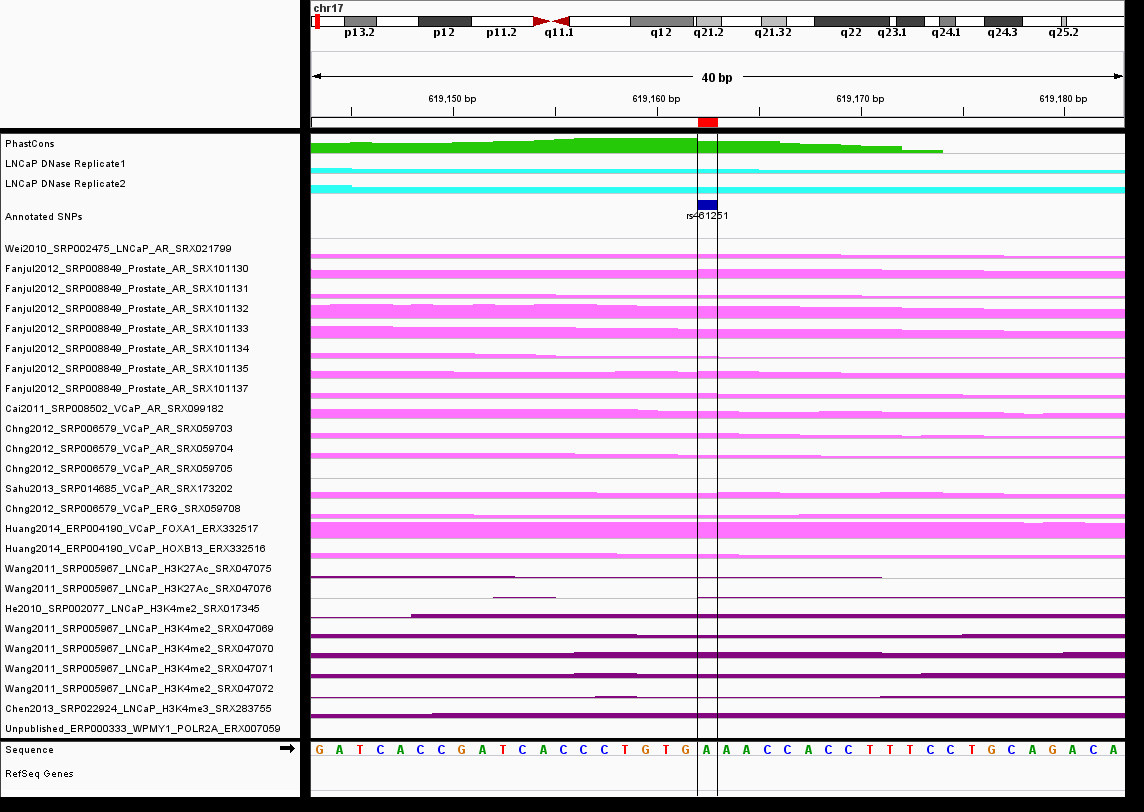 chr17
p13.2 p12 p11.2 q11.1 q12 q21.2 q21.32 q22 q23.1 q24.1 q24.3 q25.2
40 bp
619,150 bp 619,160 bp 619,170 bp 619,180 bp
PhastCons
LNCaP DNase Replicate1
LNCaP DNase Replicate2
Annotated SNPs
rs461251
Wei2010_SRP002475_LNCaP_AR_SRX021799
Fanjul2012_SRP008849_Prostate_AR_SRX101130
Fanjul2012_SRP008849_Prostate_AR_SRX101131
Fanjul2012_SRP008849_Prostate_AR_SRX101132
Fanjul2012_SRP008849_Prostate_AR_SRX101133
Fanjul2012_SRP008849_Prostate_AR_SRX101134
Fanjul2012_SRP008849_Prostate_AR_SRX101135
Fanjul2012_SRP008849_Prostate_AR_SRX101137
Cai2011_SRP008502_VCaP_AR_SRX099182
Chng2012_SRP006579_VCaP_AR_SRX059703
Chng2012_SRP006579_VCaP_AR_SRX059704
Chng2012_SRP006579_VCaP_AR_SRX059705
Sahu2013_SRP014685_VCaP_AR_SRX173202
Chng2012_SRP006579_VCaP_ERG_SRX059708
Huang2014_ERP004190_VCaP_FOXA1_ERX332517
Huang2014_ERP004190_VCaP_HOXB13_ERX332516
Wang2011_SRP005967_LNCaP_H3K27Ac_SRX047075
Wang2011_SRP005967_LNCaP_H3K27Ac_SRX047076
He2010_SRP002077_LNCaP_H3K4me2_SRX017345
Wang2011_SRP005967_LNCaP_H3K4me2_SRX047069
Wang2011_SRP005967_LNCaP_H3K4me2_SRX047070
Wang2011_SRP005967_LNCaP_H3K4me2_SRX047071
Wang2011_SRP005967_LNCaP_H3K4me2_SRX047072
Chen2013_SRP022924_LNCaP_H3K4me3_SRX283755
Unpublished_ERP000333_WPMY1_POLR2A_ERX007059
Sequence G A T C A C C G A T C A C C C T G T G A A A C C A C C T T T C C T G C A G A C A
RefSeq Genes